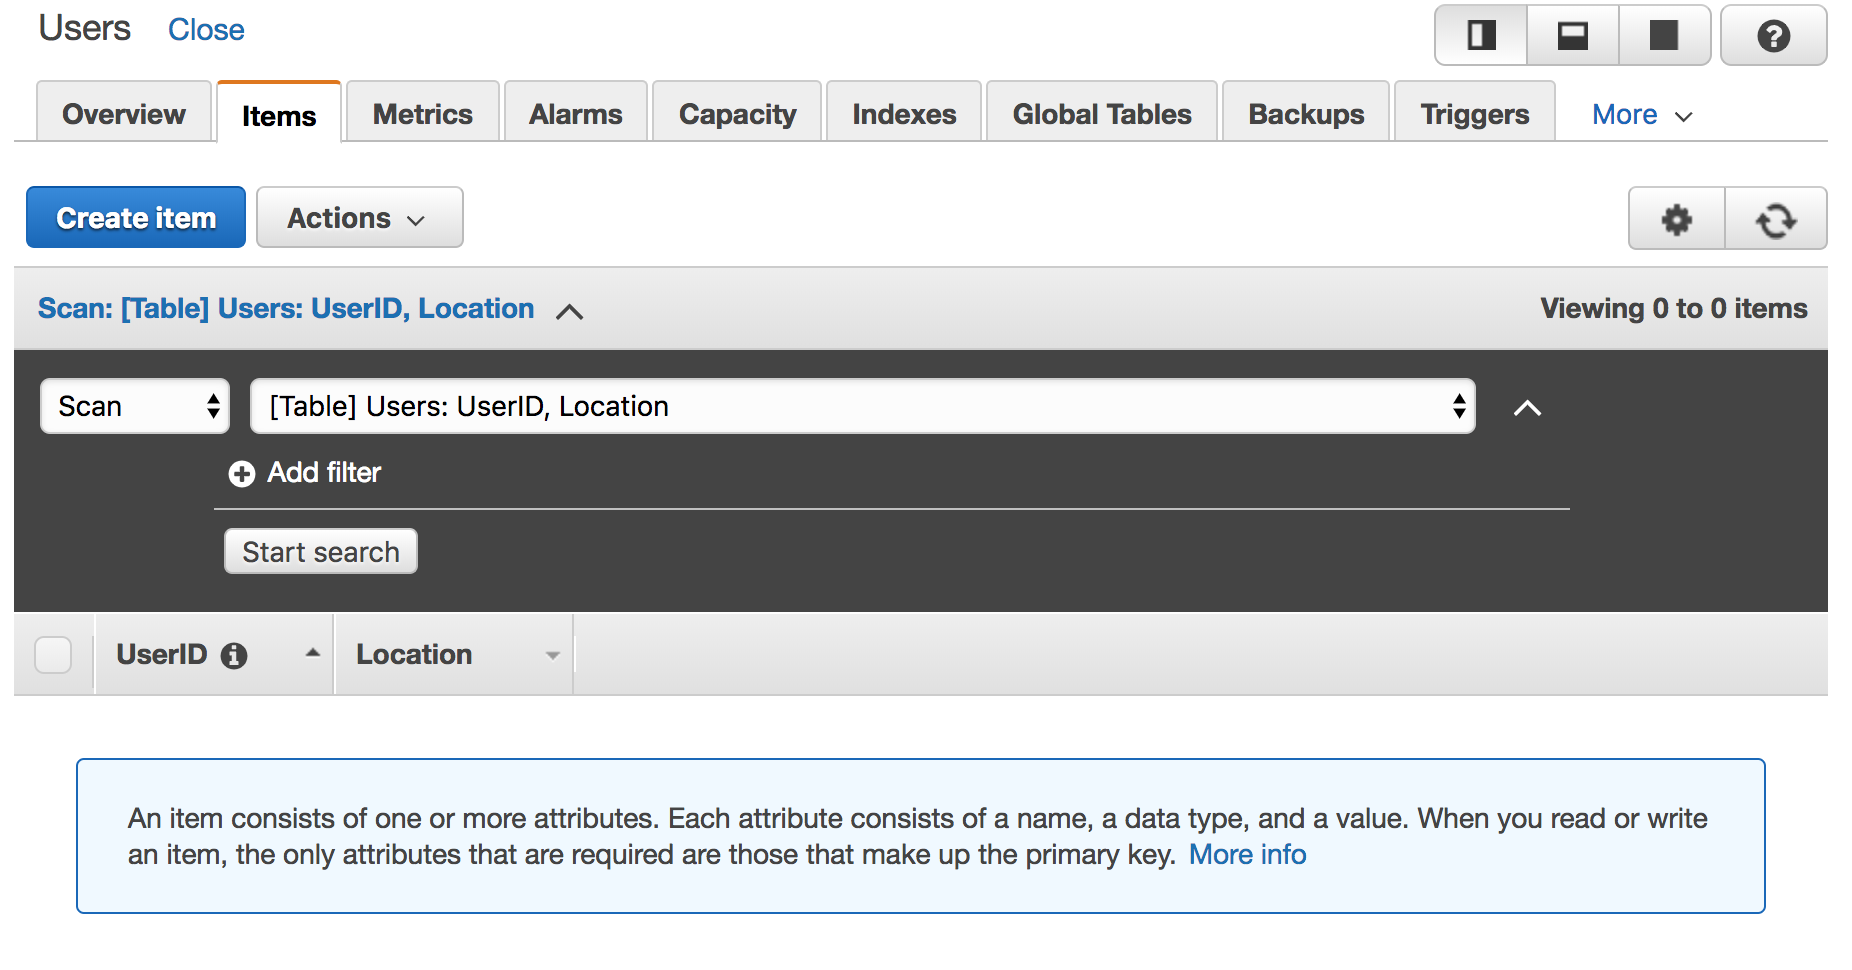 Users Close
Overview Items Metrics Alarms Capacity Indexes Global Tables Backups Triggers More
Create item Actions
Scan: [Table] Users: UserID, Location Viewing 0 to 0 items
Scan [Table] Users: UserID, Location
Add filter
Start search
UserID Location
An item consists of one or more attributes. Each attribute consists of a name, a data type, and a value. When you read or write
an item, the only attributes that are required are those that make up the primary key. More info